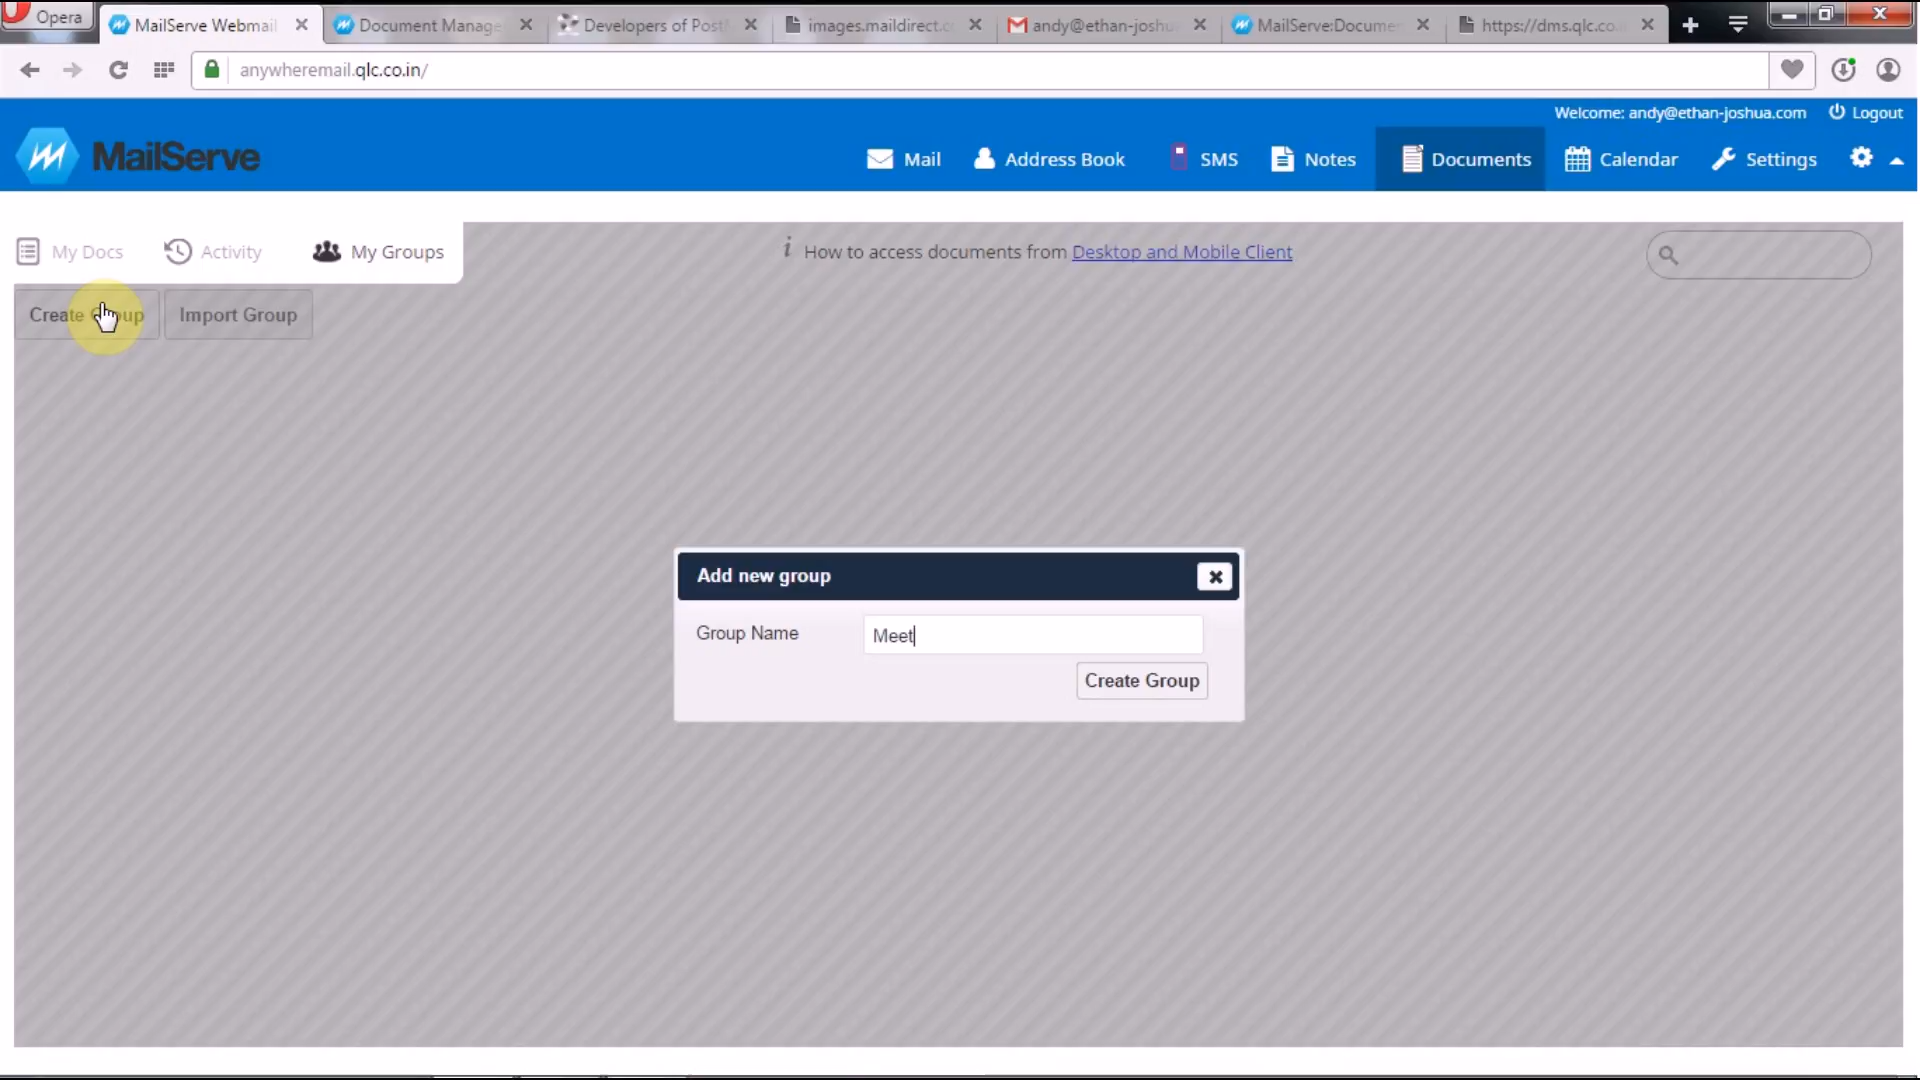 Opera
MailServe Webmail
Document Manage
Developers of Post
images.maildirect.c
andy@ethan-joshu
MailServe:Documen
https://dms.qlc.co.
anywheremail.qlc.co.in/
Welcome: andy@ethan-joshua.com Logout
MailServe
Mail Address Book SMS Notes Documents Calendar Settings
My Docs Activity My Groups
How to access documents from Desktop and Mobile Client
Create Group Import Group
Add new group
Group Name Meet
Create Group